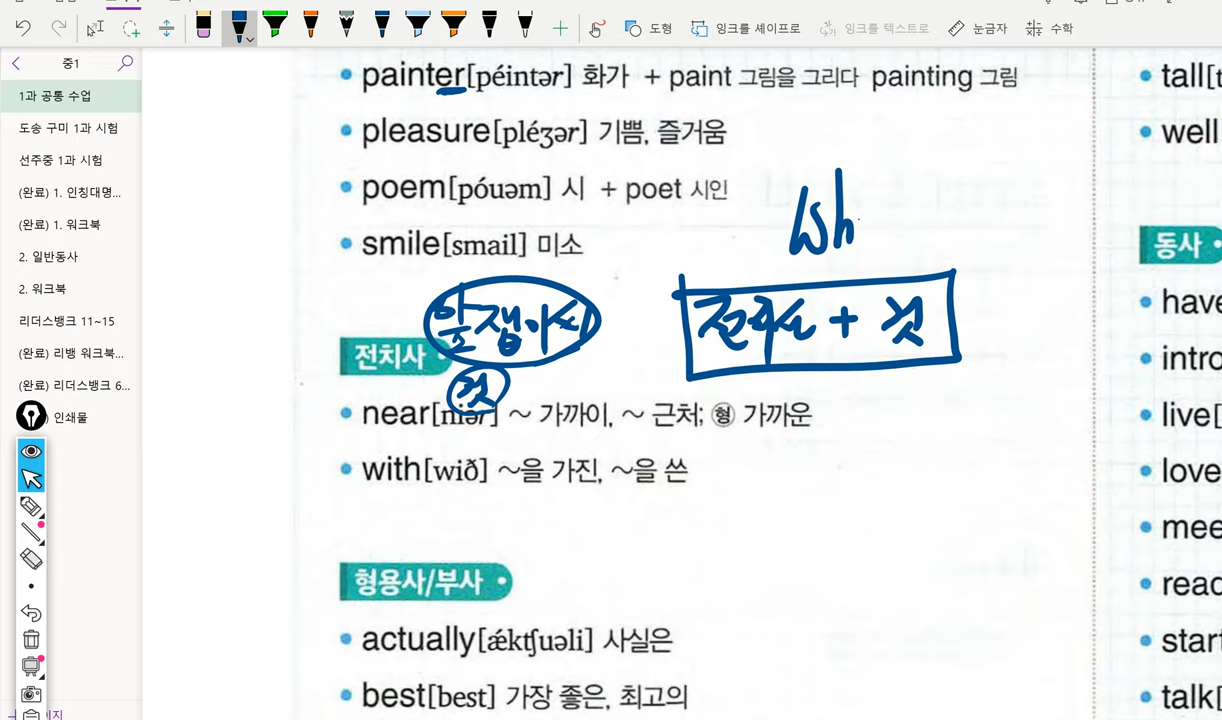 도형 잉크를 셰이프로 잉크를 텍스트로 눈금자 수학
중1
1과 공통 수업
도송 구미 1과 시험
선주중 1과 시험
(완료) 1. 인칭대명...
(완료) 1. 워크북
2. 일반동사
2. 워크북
리더스뱅크 11~15
(완료) 리뱅 워크북...
(완료) 리더스뱅크 6...
인쇄물
painter[péintər] 화가 + paint 그림을 그리다 painting 그림
pleasure[pléʒər] 기쁨, 즐거움
poem[póuəm] 시 + poet 시인
smile[smail] 미소
wh
앞잽이시
전치사 + 것
전치사
것
near[niər] ~ 가까이, ~ 근처; 형 가까운
with[wið] ~을 가진, ~을 쓴
형용사/부사
actually[ǽktʃuəli] 사실은
best[best] 가장 좋은, 최고의
tall[t
well
동사
have
intro
live[
love
mee
read
start
talk[